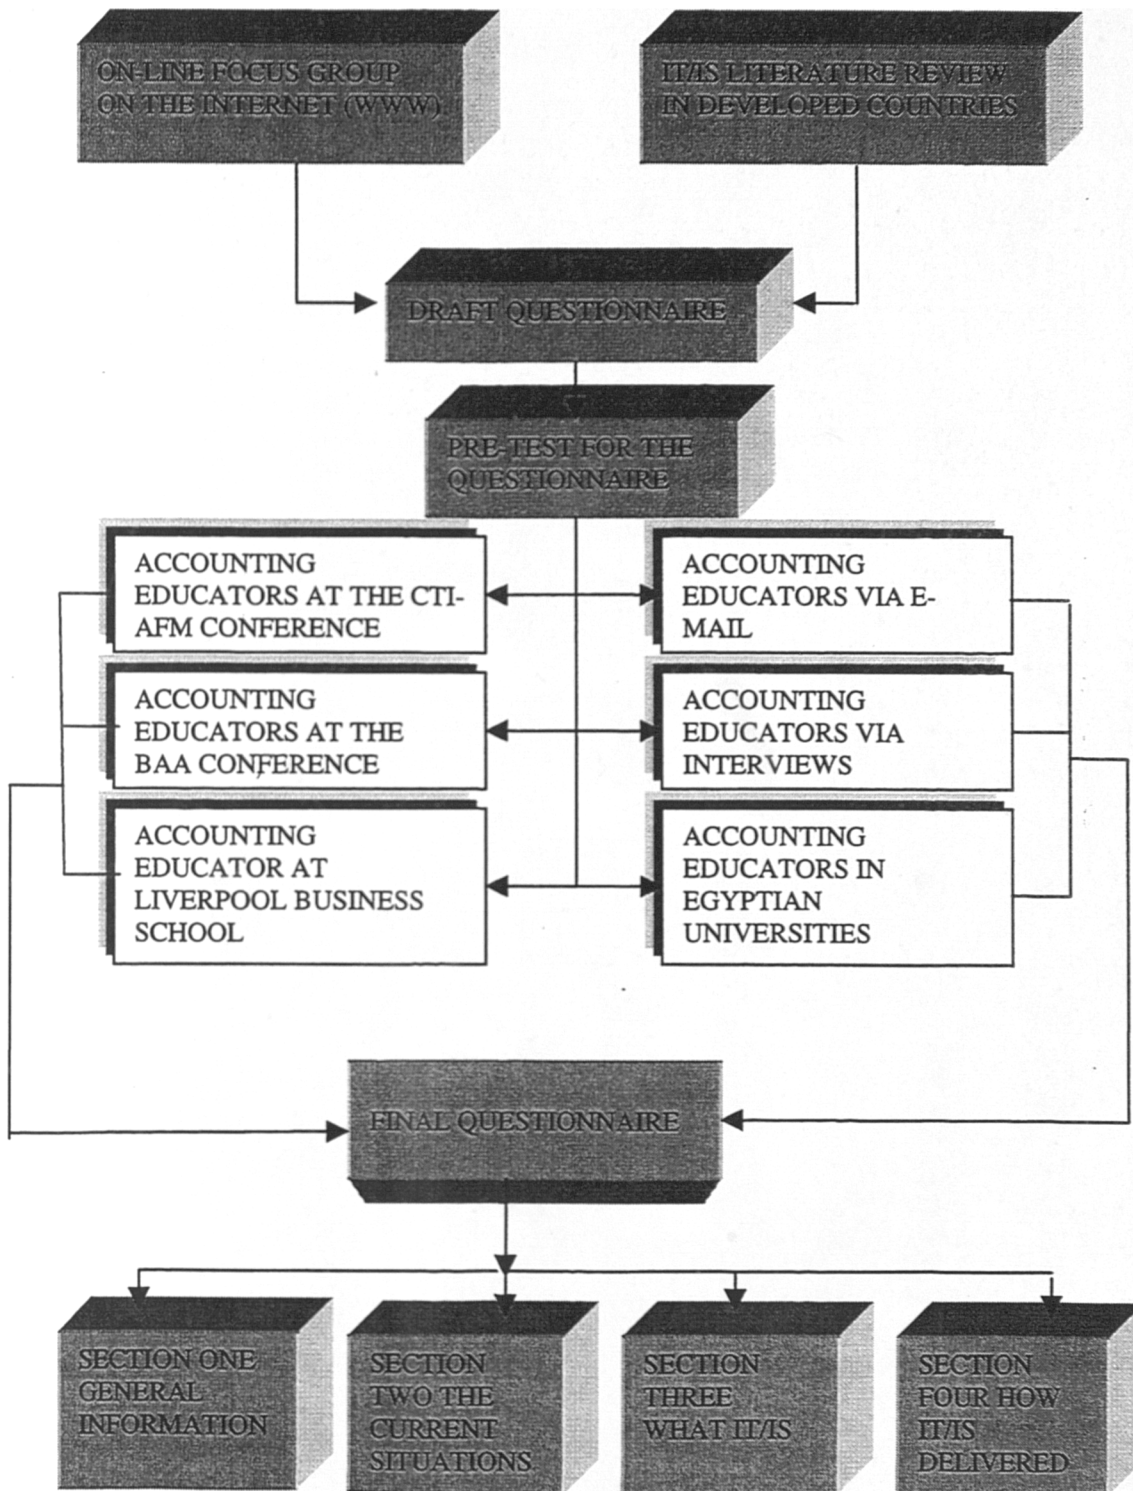 ON-LINE FOCUS GROUP
ON THE INTERNET (WWW)
IT/IS LITERATURE REVIEW
IN DEVELOPED COUNTRIES
DRAFT QUESTIONNAIRE
PRE-TEST FOR THE
QUESTIONNAIRE
ACCOUNTING
EDUCATORS AT THE CTI-
AFM CONFERENCE
ACCOUNTING
EDUCATORS VIA E-
MAIL
ACCOUNTING
EDUCATORS AT THE
BAA CONFERENCE
ACCOUNTING
EDUCATORS VIA
INTERVIEWS
ACCOUNTING
EDUCATOR AT
LIVERPOOL BUSINESS
SCHOOL
ACCOUNTING
EDUCATORS IN
EGYPTIAN
UNIVERSITIES
FINAL QUESTIONNAIRE
SECTION ONE
GENERAL
INFORMATION
SECTION
TWO THE
CURRENT
SITUATIONS
SECTION
THREE
WHAT IT/IS
SECTION
FOUR HOW
IT/IS
DELIVERED